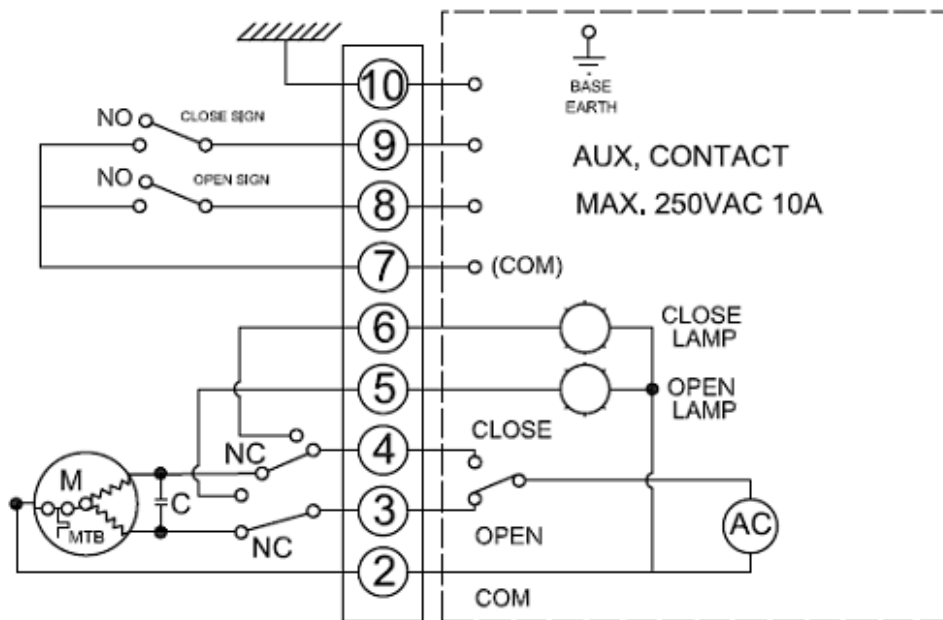 10
BASE
EARTH
NO
CLOSE SIGN
9
AUX, CONTACT
NO
OPEN SIGN
8
MAX. 250VAC 10A
7
(COM)
6
CLOSE
LAMP
5
OPEN
LAMP
NC
4
CLOSE
M
C
MTB
3
NC
OPEN
AC
2
COM